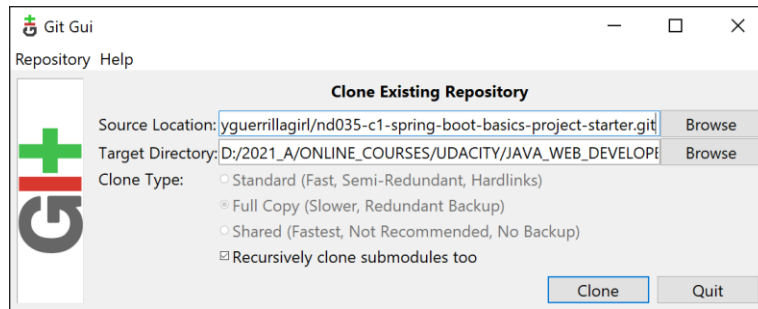 Git Gui
Repository Help
Clone Existing Repository
Source Location: yguerrillagirl/nd035-c1-spring-boot-basics-project-starter.git Browse
Target Directory: D:/2021_A/ONLINE_COURSES/UDACITY/JAVA_WEB_DEVELOPE Browse
Clone Type: Standard (Fast, Semi-Redundant, Hardlinks)
Full Copy (Slower, Redundant Backup)
Shared (Fastest, Not Recommended, No Backup)
Recursively clone submodules too
Clone Quit
GIT